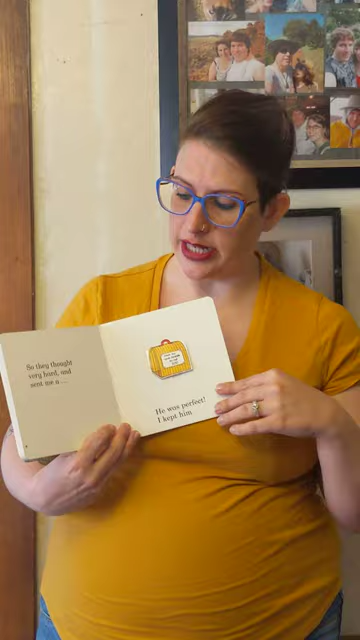 So they thought
very hard, and
sent me a . . .
He was perfect!
I kept him